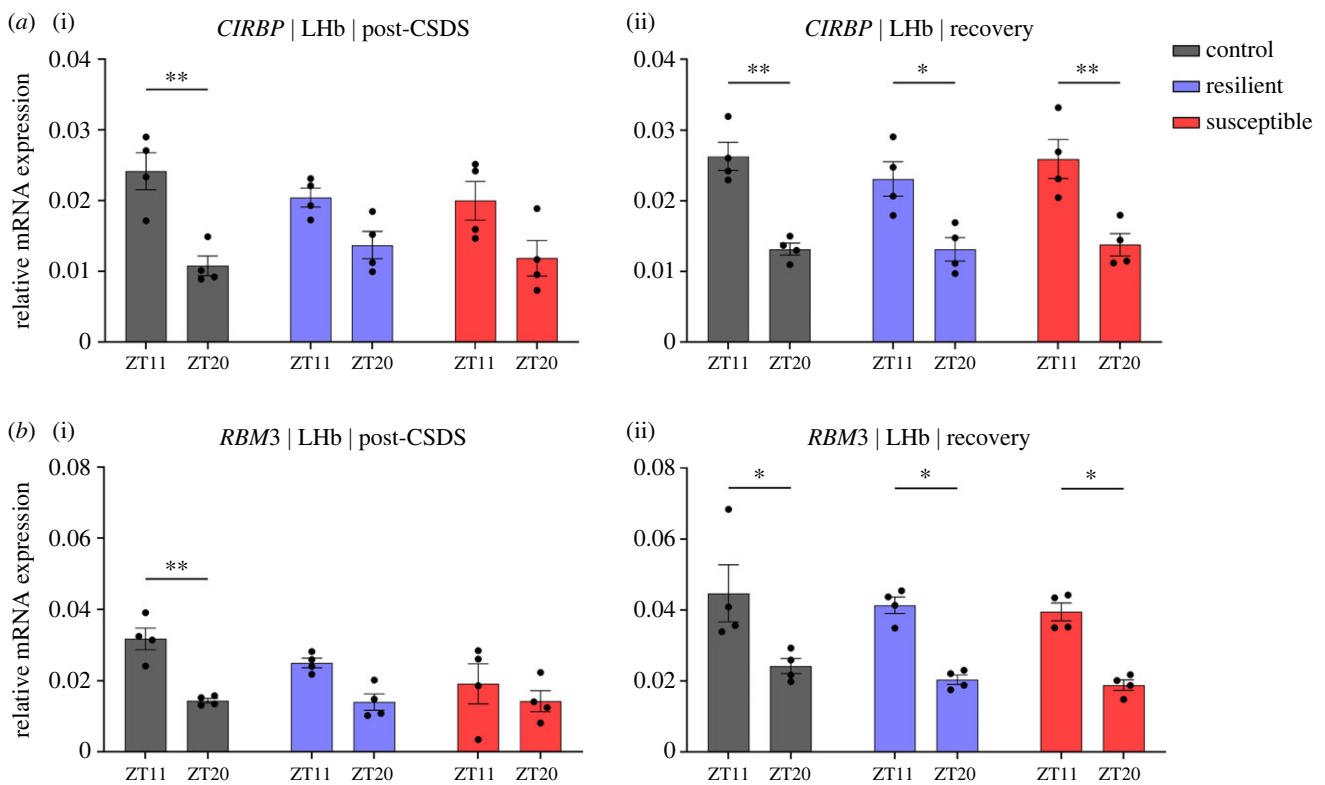 (a) (i) CIRBP | LHb | post-CSDS
relative mRNA expression
0.04
0.03
0.02
0.01
0
**
ZT11 ZT20 ZT11 ZT20 ZT11 ZT20
(ii) CIRBP | LHb | recovery
0.04
0.03
0.02
0.01
0
** * **
ZT11 ZT20 ZT11 ZT20 ZT11 ZT20
control
resilient
susceptible
(b) (i) RBM3 | LHb | post-CSDS
relative mRNA expression
0.08
0.06
0.04
0.02
0
**
ZT11 ZT20 ZT11 ZT20 ZT11 ZT20
(ii) RBM3 | LHb | recovery
0.08
0.06
0.04
0.02
0
* * *
ZT11 ZT20 ZT11 ZT20 ZT11 ZT20